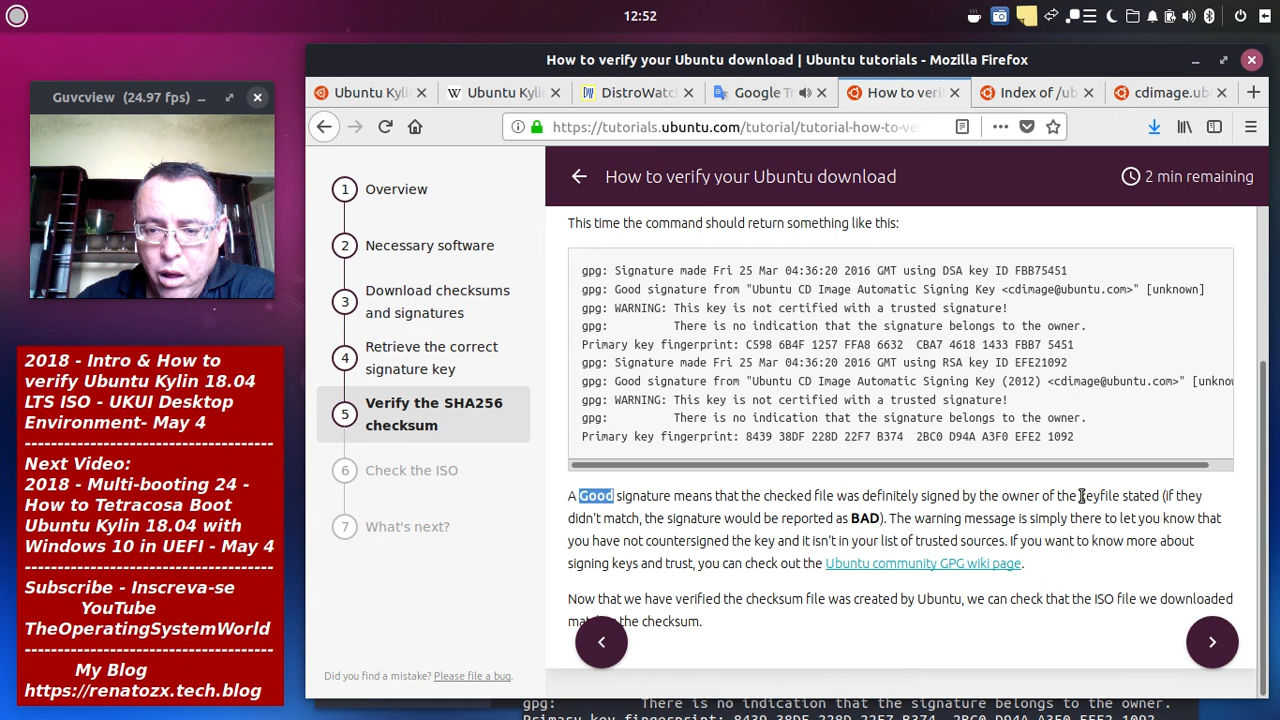 12:52
How to verify your Ubuntu download | Ubuntu tutorials - Mozilla Firefox
Guvcview (24.97 fps)
Ubuntu Kyli
Ubuntu Kylin
DistroWatc
Google Tr
How to veri
Index of /ub
cdimage.ub
https://tutorials.ubuntu.com/tutorial/tutorial-how-to-ve
How to verify your Ubuntu download
2 min remaining
1 Overview
2 Necessary software
3 Download checksums
and signatures
4 Retrieve the correct
signature key
5 Verify the SHA256
checksum
6 Check the ISO
7 What's next?
Did you find a mistake? Please file a bug.
This time the command should return something like this:
gpg: Signature made Fri 25 Mar 04:36:20 2016 GMT using DSA key ID FBB75451
gpg: Good signature from "Ubuntu CD Image Automatic Signing Key <cdimage@ubuntu.com>" [unknown]
gpg: WARNING: This key is not certified with a trusted signature!
gpg: There is no indication that the signature belongs to the owner.
Primary key fingerprint: C598 6B4F 1257 FFA8 6632 CBA7 4618 1433 FBB7 5451
gpg: Signature made Fri 25 Mar 04:36:20 2016 GMT using RSA key ID EFE21092
gpg: Good signature from "Ubuntu CD Image Automatic Signing Key (2012) <cdimage@ubuntu.com>" [unknow
gpg: WARNING: This key is not certified with a trusted signature!
gpg: There is no indication that the signature belongs to the owner.
Primary key fingerprint: 8439 38DF 228D 22F7 B374 2BC0 D94A A3F0 EFE2 1092
A Good signature means that the checked file was definitely signed by the owner of the keyfile stated (if they
didn't match, the signature would be reported as BAD). The warning message is simply there to let you know that
you have not countersigned the key and it isn't in your list of trusted sources. If you want to know more about
signing keys and trust, you can check out the Ubuntu community GPG wiki page.
Now that we have verified the checksum file was created by Ubuntu, we can check that the ISO file we downloaded
the checksum.
gpg: There is no indication that the signature belongs to the owner.
Primary key fingerprint: 8439 38DF 228D 22F7 B374 2BC0 D94A A3F0 EFE2 1092
2018 - Intro & How to
verify Ubuntu Kylin 18.04
LTS ISO - UKUI Desktop
Environment- May 4
------------------------------------
Next Video:
2018 - Multi-booting 24 -
How to Tetracosa Boot
Ubuntu Kylin 18.04 with
Windows 10 in UEFI - May 4
------------------------------------
Subscribe - Inscreva-se
YouTube
TheOperatingSystemWorld
------------------------------------
My Blog
https://renatozx.tech.blog